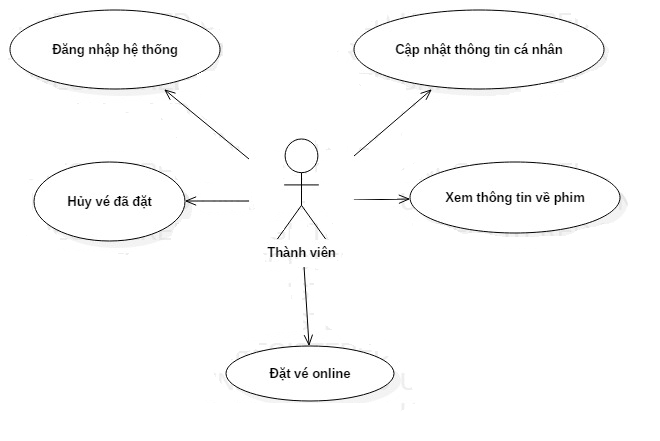 Đăng nhập hệ thống
Cập nhật thông tin cá nhân
Hủy vé đã đặt
Xem thông tin về phim
Thành viên
Đặt vé online